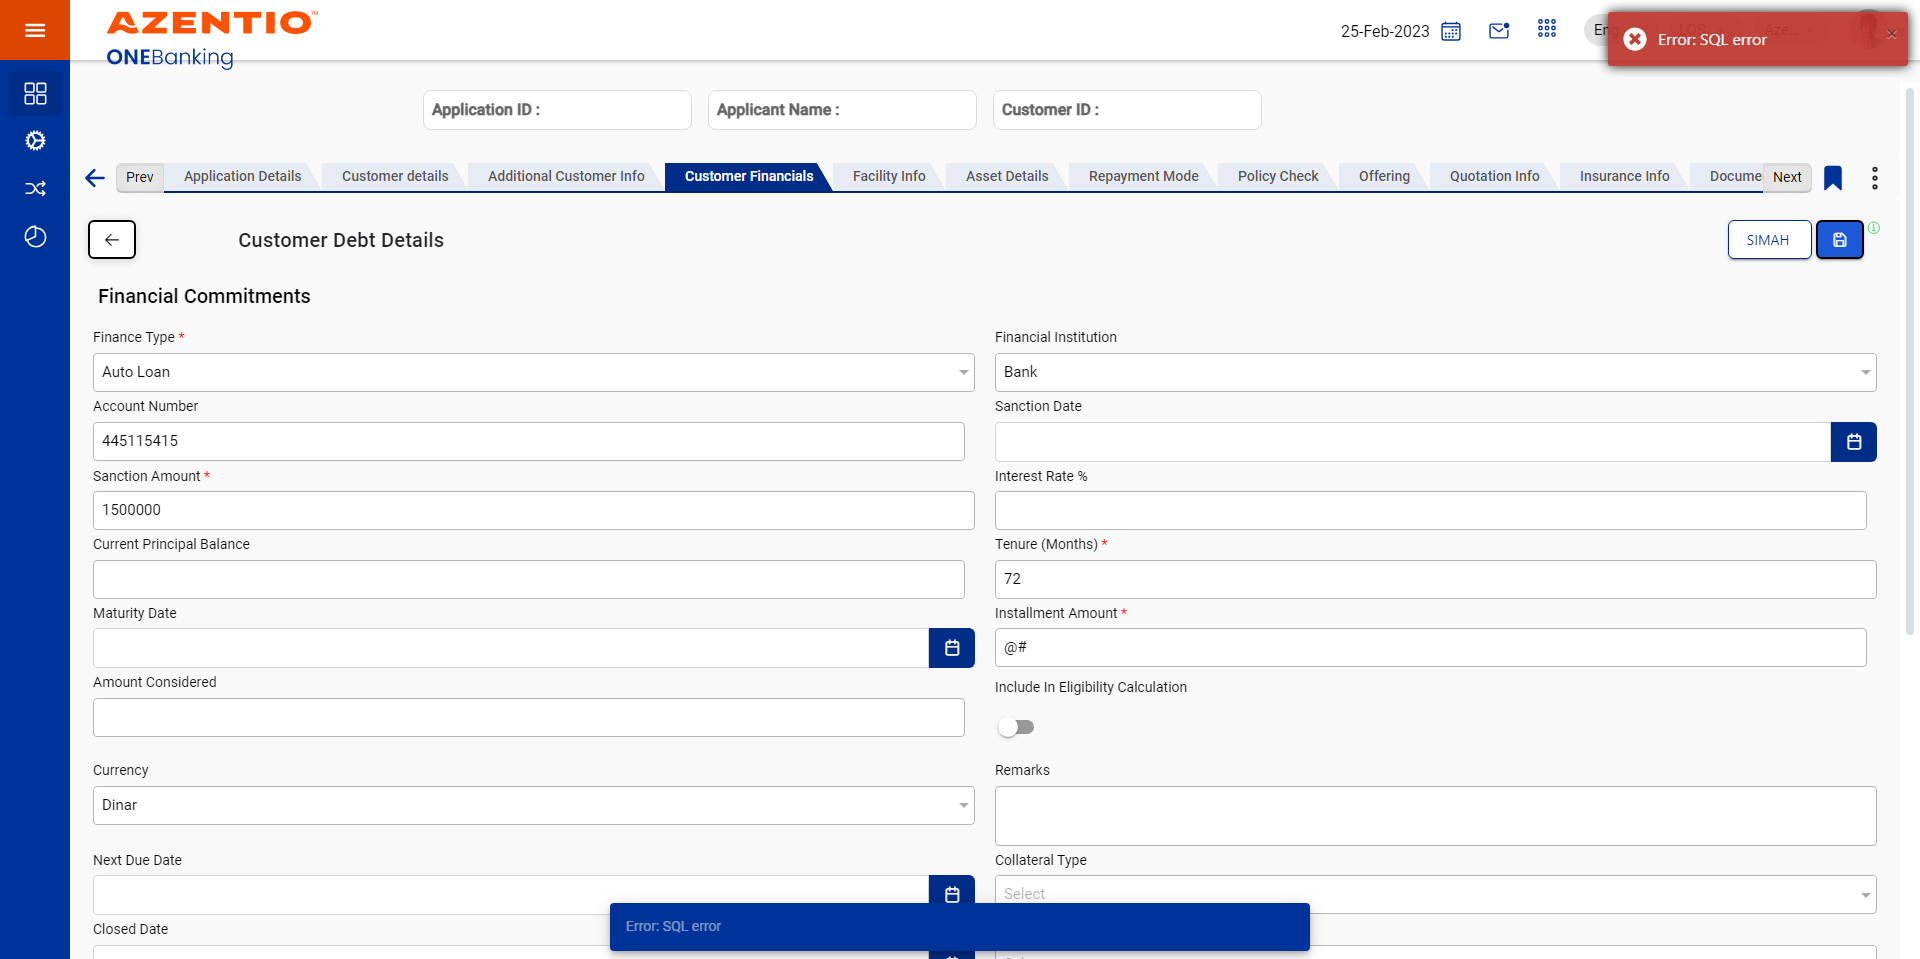 AZENTIO™
ONEBanking
25-Feb-2023
Error: SQL error
Application ID :
Applicant Name :
Customer ID :
Prev
Application Details
Customer details
Additional Customer Info
Customer Financials
Facility Info
Asset Details
Repayment Mode
Policy Check
Offering
Quotation Info
Insurance Info
Docume
Next
Customer Debt Details
SIMAH
Financial Commitments
Finance Type *
Financial Institution
Auto Loan
Bank
Account Number
Sanction Date
445115415
Sanction Amount *
Interest Rate %
1500000
Current Principal Balance
Tenure (Months) *
72
Maturity Date
Installment Amount *
@#
Amount Considered
Include In Eligibility Calculation
Currency
Remarks
Dinar
Next Due Date
Collateral Type
Select
Error: SQL error
Closed Date